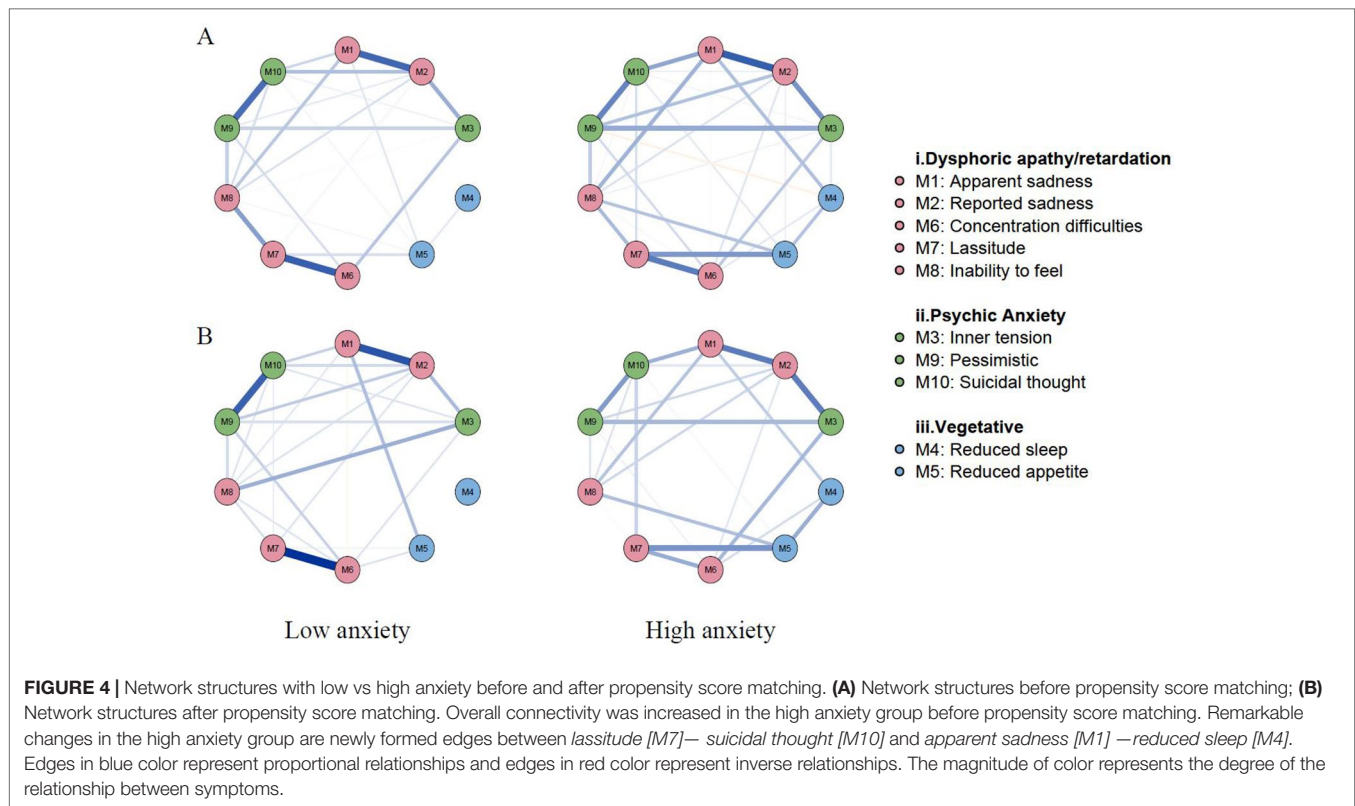 A
M1
M2
M3
M4
M5
M6
M7
M8
M9
M10
M1
M2
M3
M4
M5
M6
M7
M8
M9
M10
B
M1
M2
M3
M4
M5
M6
M7
M8
M9
M10
M1
M2
M3
M4
M5
M6
M7
M8
M9
M10
Low anxiety
High anxiety
i.Dysphoric apathy/retardation
M1: Apparent sadness
M2: Reported sadness
M6: Concentration difficulties
M7: Lassitude
M8: Inability to feel
ii.Psychic Anxiety
M3: Inner tension
M9: Pessimistic
M10: Suicidal thought
iii.Vegetative
M4: Reduced sleep
M5: Reduced appetite
FIGURE 4 | Network structures with low vs high anxiety before and after propensity score matching. (A) Network structures before propensity score matching; (B)
Network structures after propensity score matching. Overall connectivity was increased in the high anxiety group before propensity score matching. Remarkable
changes in the high anxiety group are newly formed edges between lassitude [M7]— suicidal thought [M10] and apparent sadness [M1] —reduced sleep [M4].
Edges in blue color represent proportional relationships and edges in red color represent inverse relationships. The magnitude of color represents the degree of the
relationship between symptoms.